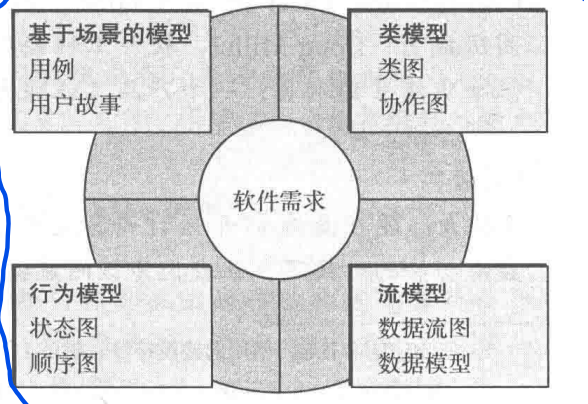 基于场景的模型
用例
用户故事
类模型
类图
协作图
软件需求
行为模型
状态图
顺序图
流模型
数据流图
数据模型